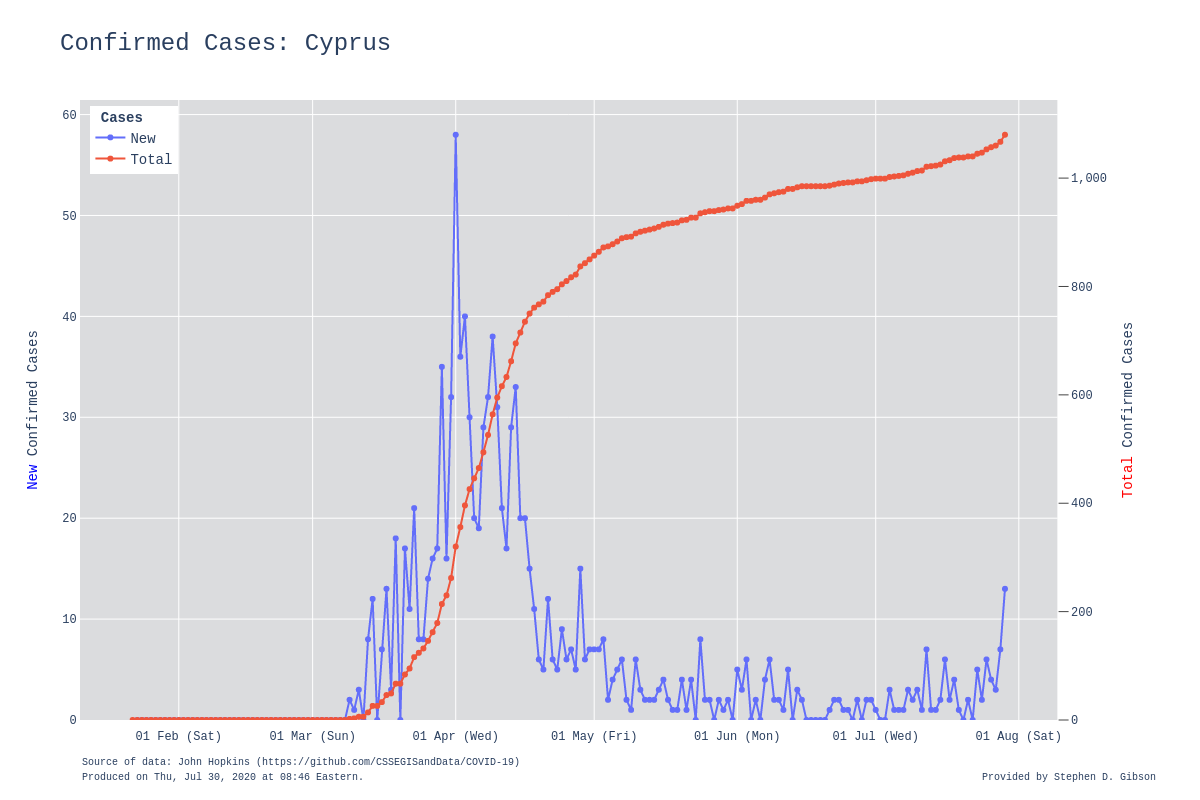 Confirmed Cases: Cyprus
Cases
New
Total
60
50
40
30
20
10
0
1,000
800
600
400
200
0
New Confirmed Cases
Total Confirmed Cases
01 Feb (Sat) 01 Mar (Sun) 01 Apr (Wed) 01 May (Fri) 01 Jun (Mon) 01 Jul (Wed) 01 Aug (Sat)
Source of data: John Hopkins (https://github.com/CSSEGISandData/COVID-19)
Produced on Thu, Jul 30, 2020 at 08:46 Eastern.
Provided by Stephen D. Gibson